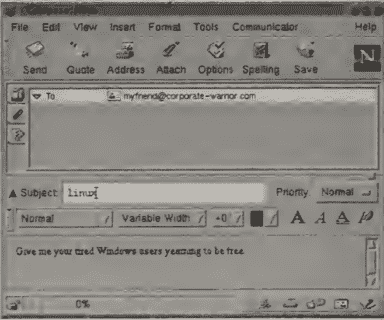 File Edit View Insert Format Tools Communicator Help
Send Quote Address Attach Options Spelling Save N
To myfriend@corporate-warrior.com
Subject: linux Priority: Normal
Normal Variable Width +0 A A A
Give me your tired Windows users yearning to be free
0%